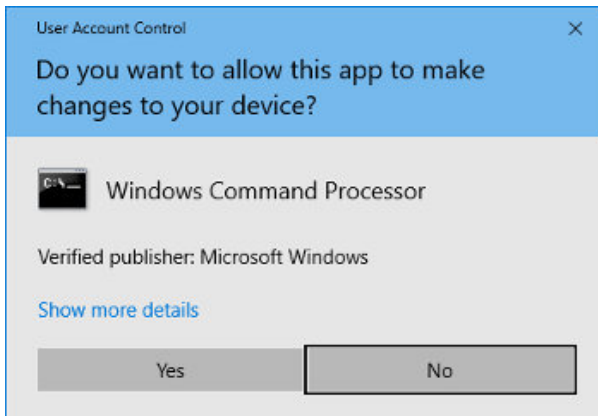 User Account Control
Do you want to allow this app to make
changes to your device?
C:\_
Windows Command Processor
Verified publisher: Microsoft Windows
Show more details
Yes
No